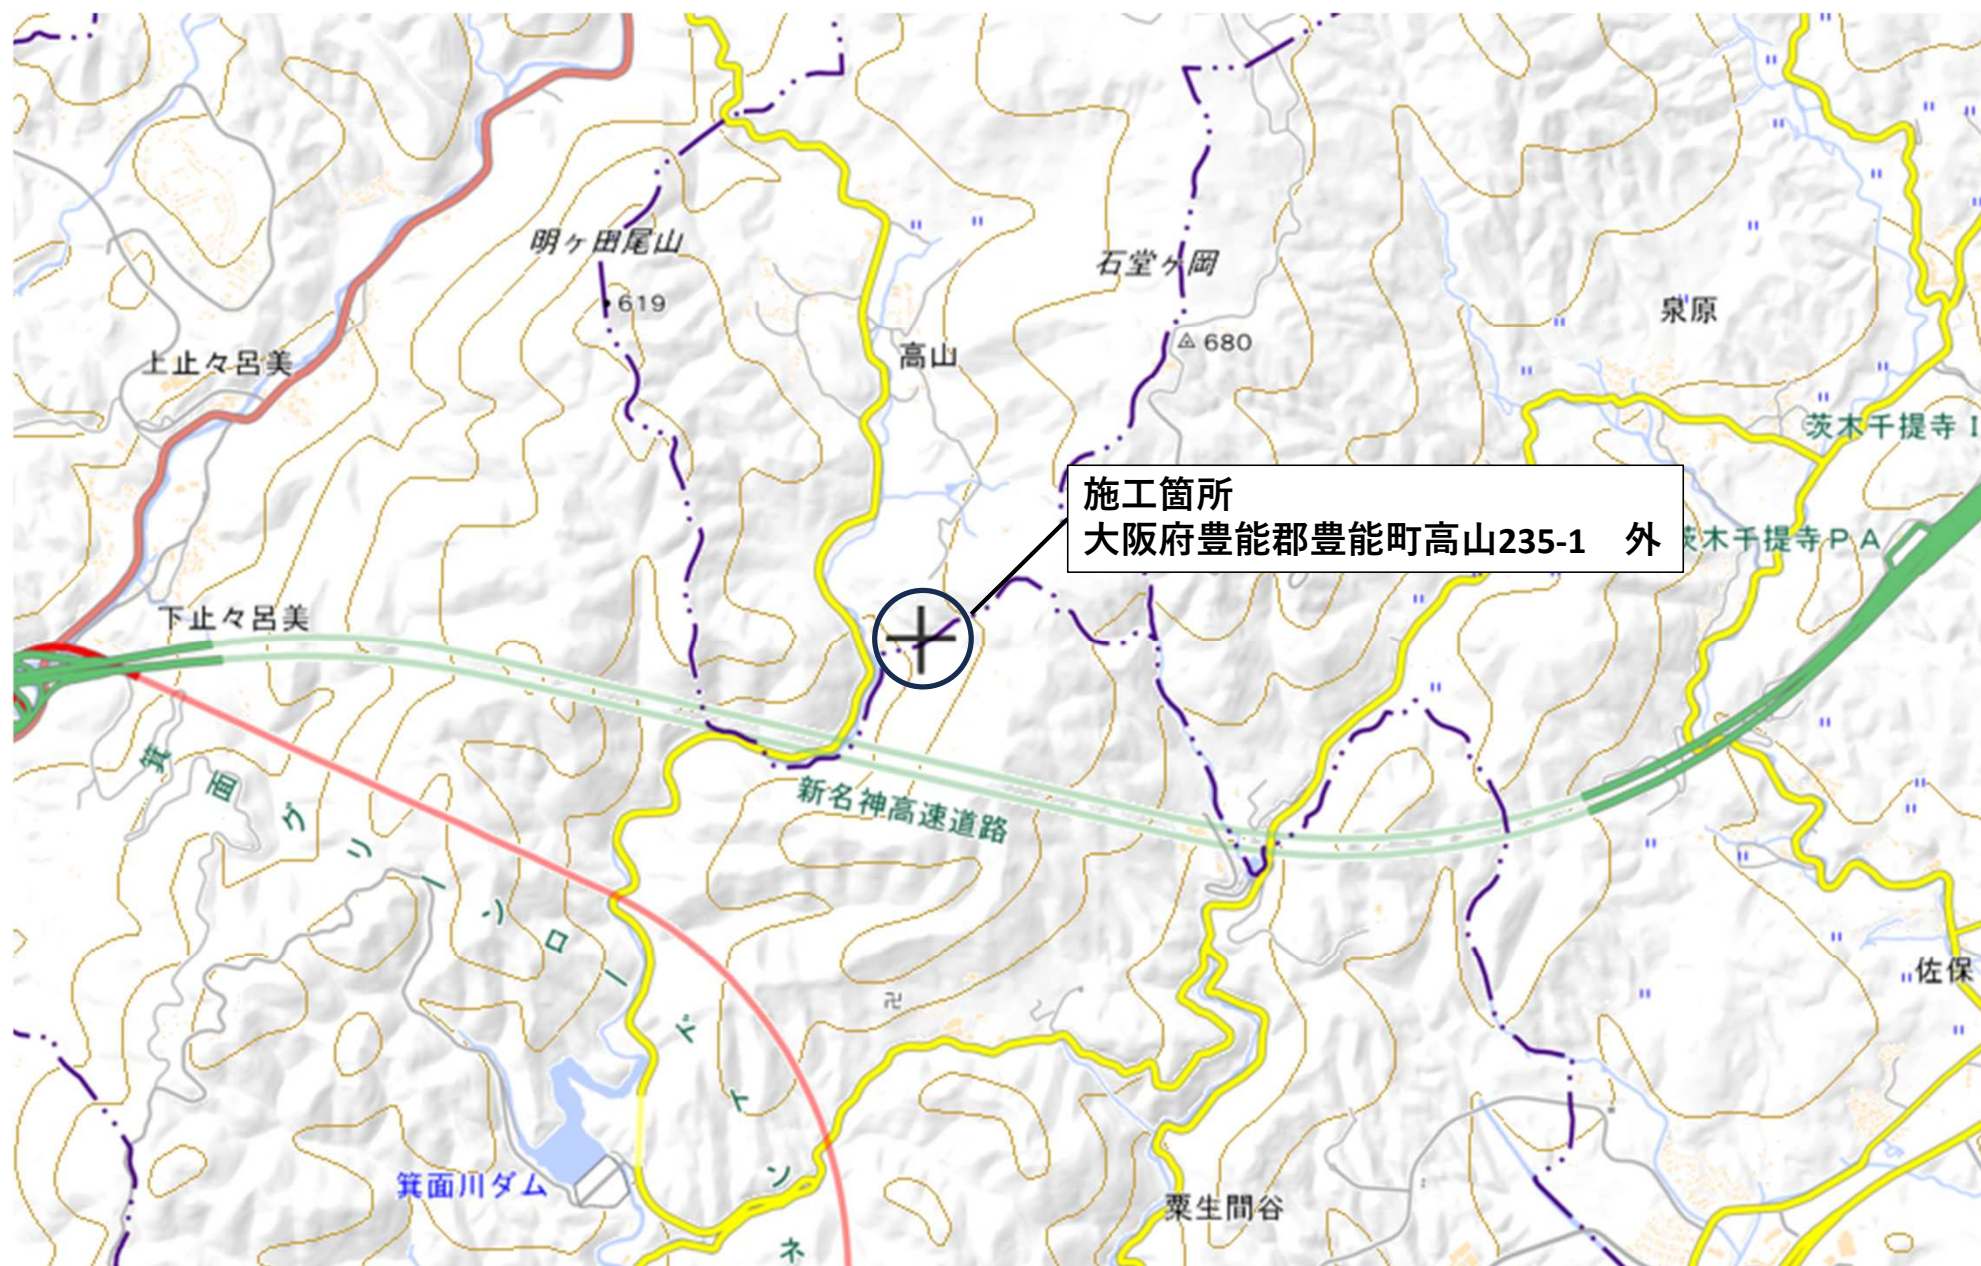 明ヶ田尾山
619
石堂ヶ岡
680
泉原
上止々呂美
高山
茨木千提寺I
施工箇所
大阪府豊能郡豊能町高山235-1 外
茨木千提寺PA
下止々呂美
箕面グリーンロードトンネ
新名神高速道路
佐保
箕面川ダム
粟生間谷